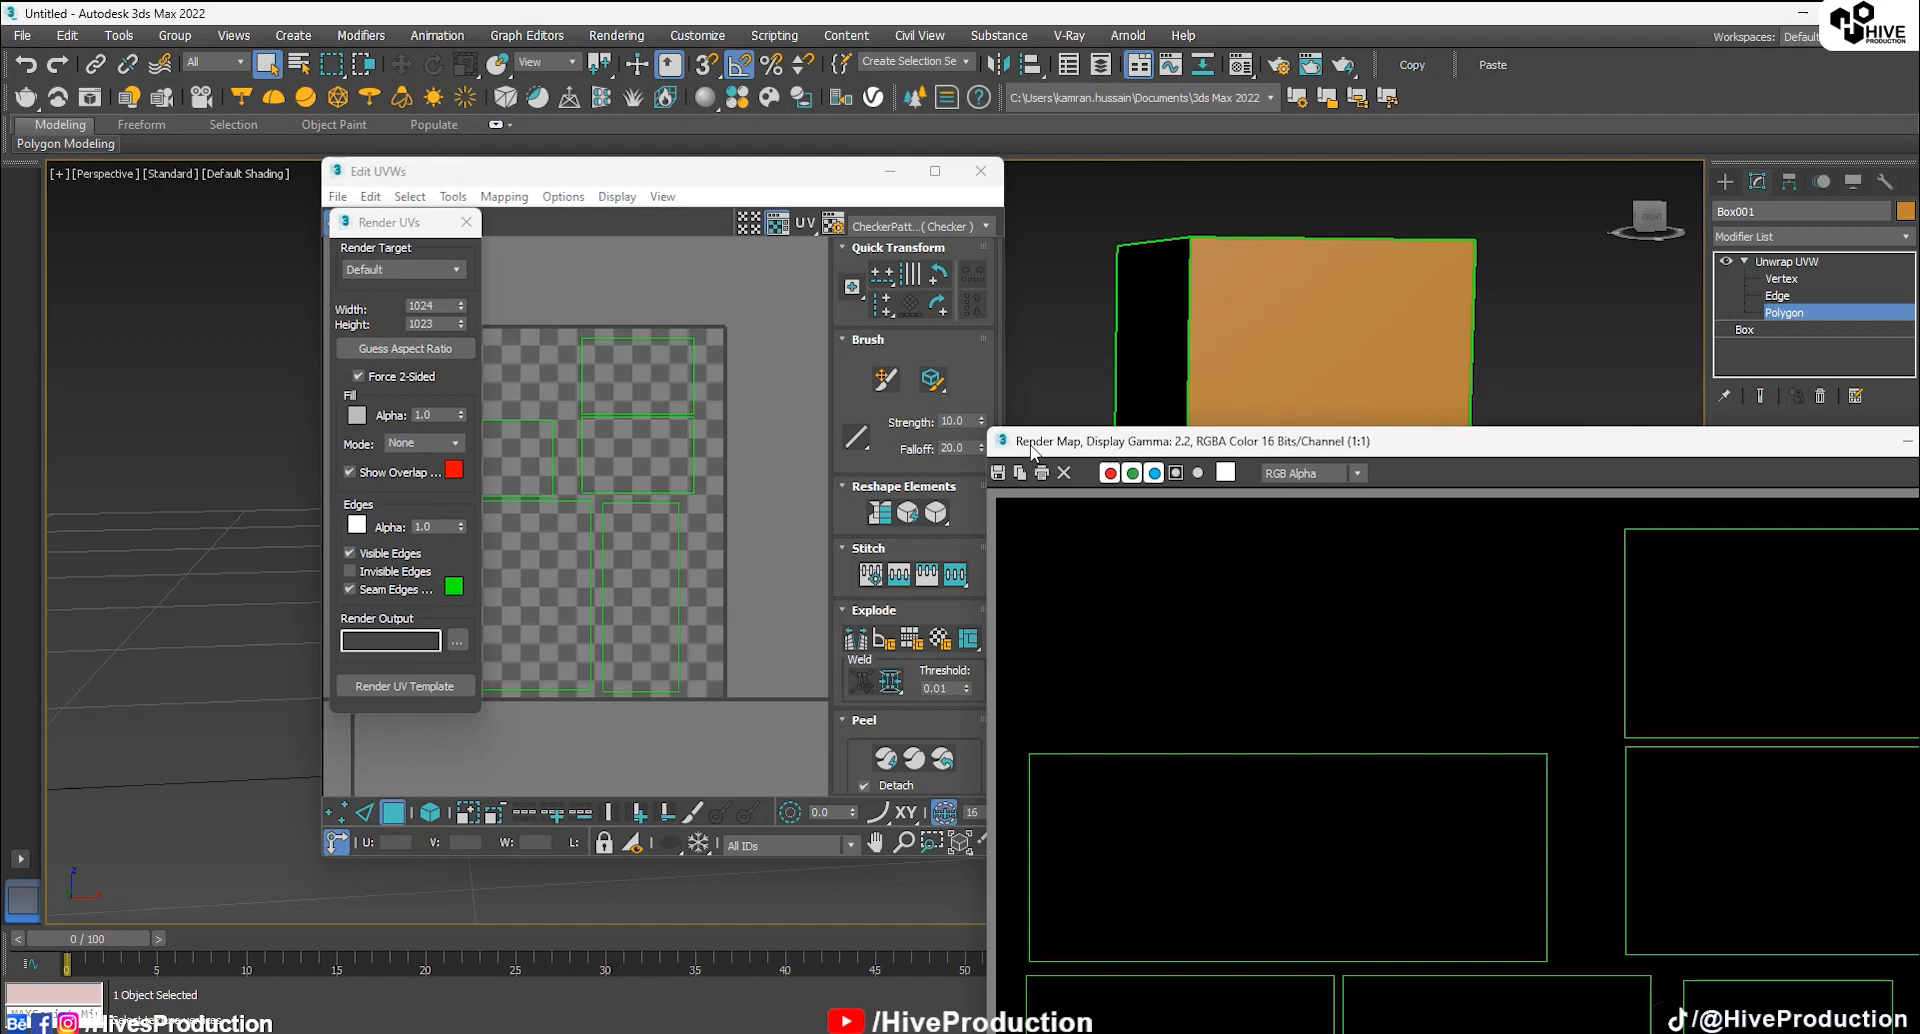 Untitled - Autodesk 3ds Max 2022
HIVE
PRODUCTION
File Edit Tools Group Views Create Modifiers Animation Graph Editors Rendering Customize Scripting Content Civil View Substance V-Ray Arnold Help
Workspaces: Default
All View Create Selection Se Copy Paste
C:\Users\kamran.hussain\Documents\3ds Max 2022
Modeling Freeform Selection Object Paint Populate
Polygon Modeling
[+] [Perspective] [Standard] [Default Shading]
Edit UVWs
File Edit Select Tools Mapping Options Display View
Render UVs
UV
CheckerPatt...( Checker )
Render Target
Default
Width: 1024
Height: 1023
Guess Aspect Ratio
Force 2-Sided
Fill
Alpha: 1.0
Mode: None
Show Overlap ...
Edges
Alpha: 1.0
Visible Edges
Invisible Edges
Seam Edges ...
Render Output
...
Render UV Template
Quick Transform
Brush
Strength: 10.0
Falloff: 20.0
Reshape Elements
Stitch
Explode
Weld
Threshold:
0.01
Peel
Detach
0.0 XY 16
U: V: W: L: All IDs
FRONT
Box001
Modifier List
Unwrap UVW
Vertex
Edge
Polygon
Box
Render Map, Display Gamma: 2.2, RGBA Color 16 Bits/Channel (1:1)
RGB Alpha
0 / 100
0 5 10 15 20 25 30 35 40 45 50
1 Object Selected
Bē f /HivesProduction
/HiveProduction
/@HiveProduction